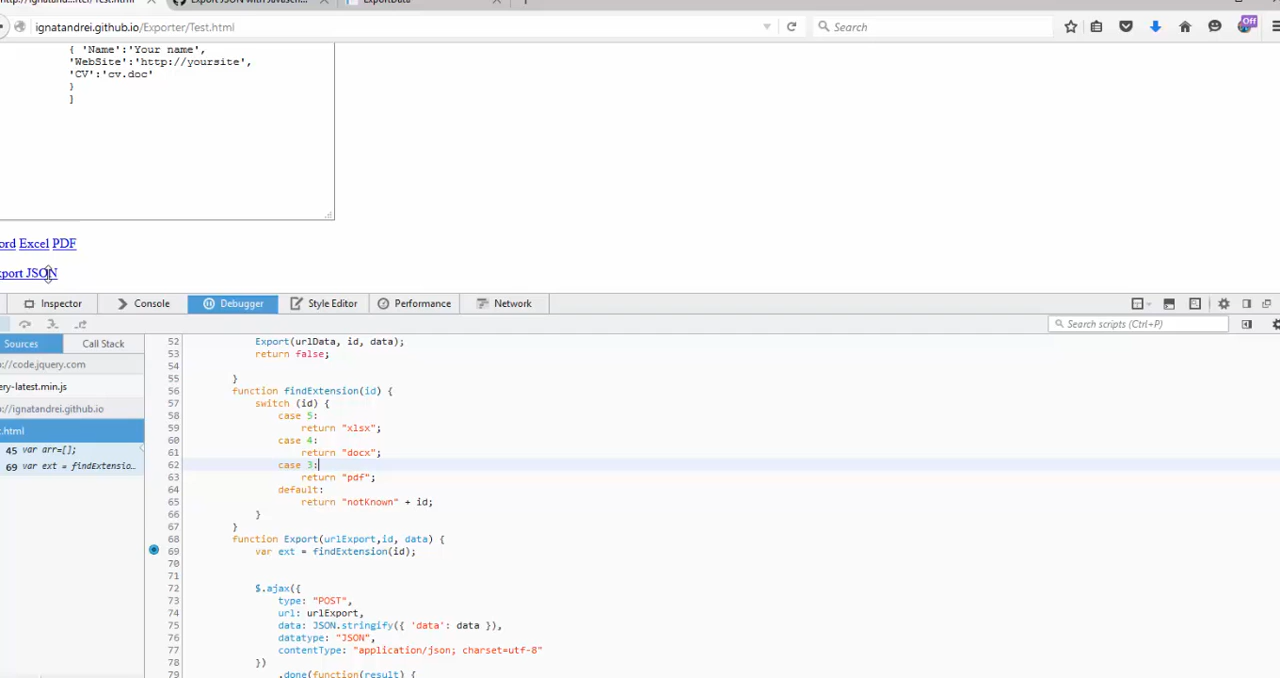 ignatandrei.github.io/Exporter/Test.html
Search
{ 'Name':'Your name',
'WebSite':'http://yoursite',
'CV':'cv.doc'
}
]
ord Excel PDF
xport JSON
Inspector Console Debugger Style Editor Performance Network
Search scripts (Ctrl+P)
Sources Call Stack
://code.jquery.com
ery-latest.min.js
://ignatandrei.github.io
t.html
45 var arr=[];
69 var ext = findExtensio...
52 Export(urlData, id, data);
53 return false;
54
55 }
56 function findExtension(id) {
57 switch (id) {
58 case 5:
59 return "xlsx";
60 case 4:
61 return "docx";
62 case 3:
63 return "pdf";
64 default:
65 return "notKnown" + id;
66 }
67 }
68 function Export(urlExport,id, data) {
69 var ext = findExtension(id);
70
71
72 $.ajax({
73 type: "POST",
74 url: urlExport,
75 data: JSON.stringify({ 'data': data }),
76 datatype: "JSON",
77 contentType: "application/json; charset=utf-8"
78 })
79 .done(function(result) {